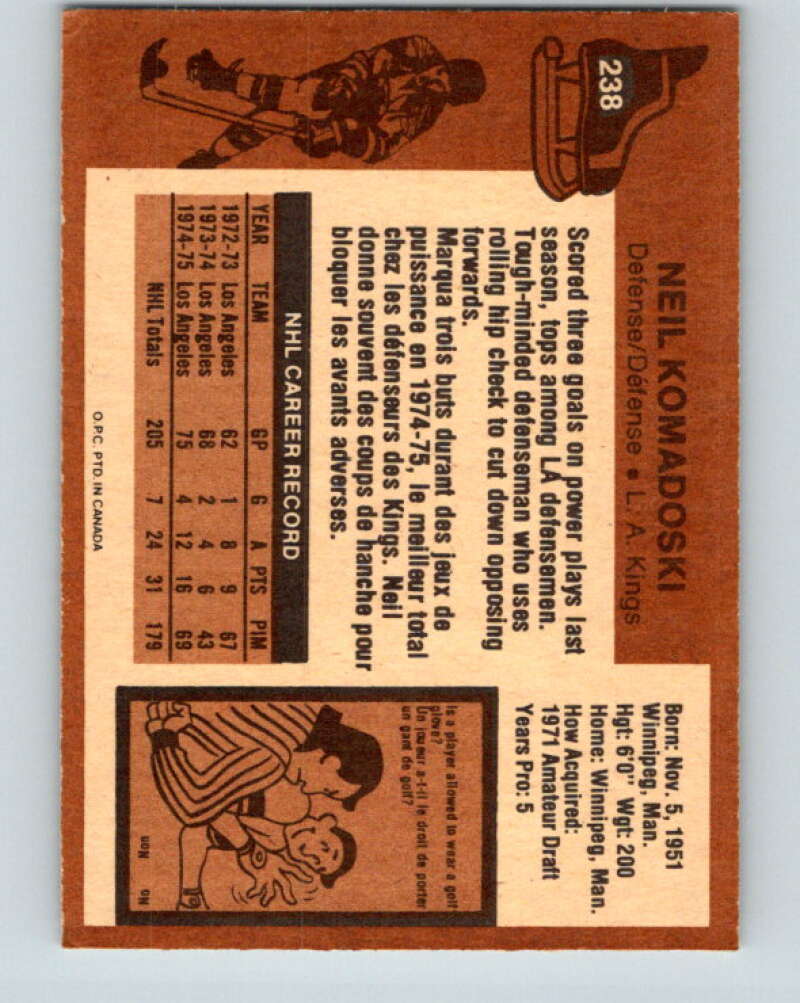 238
NEIL KOMADOSKI
Defense/Défense • L. A. Kings
Scored three goals on power plays last
season, tops among LA defensemen.
Tough-minded defenseman who uses
rolling hip check to cut down opposing
forwards.
Marqua trois buts durant des jeux de
puissance en 1974-75, le meilleur total
chez les défenseurs des Kings. Neil
donne souvent des coups de hanche pour
bloquer les avants adverses.
NHL CAREER RECORD
YEAR TEAM GP G A PTS PIM
1972-73 Los Angeles 62 1 8 9 67
1973-74 Los Angeles 68 2 4 6 43
1974-75 Los Angeles 75 4 12 16 69
NHL Totals 205 7 24 31 179
O.P.C. PTD. IN CANADA
Born: Nov. 5, 1951
Winnipeg, Man.
Hgt: 6'0" Wgt: 200
Home: Winnipeg, Man.
How Acquired:
1971 Amateur Draft
Years Pro: 5
Is a player allowed to wear a golf
glove?
Un joueur a-t-il le droit de porter
un gant de golf?
No
Non